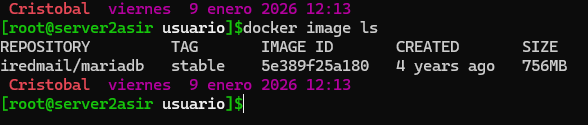 Cristobal viernes 9 enero 2026 12:13
[root@server2asir usuario]$docker image ls
REPOSITORY TAG IMAGE ID CREATED SIZE
iredmail/mariadb stable 5e389f25a180 4 years ago 756MB
Cristobal viernes 9 enero 2026 12:13
[root@server2asir usuario]$